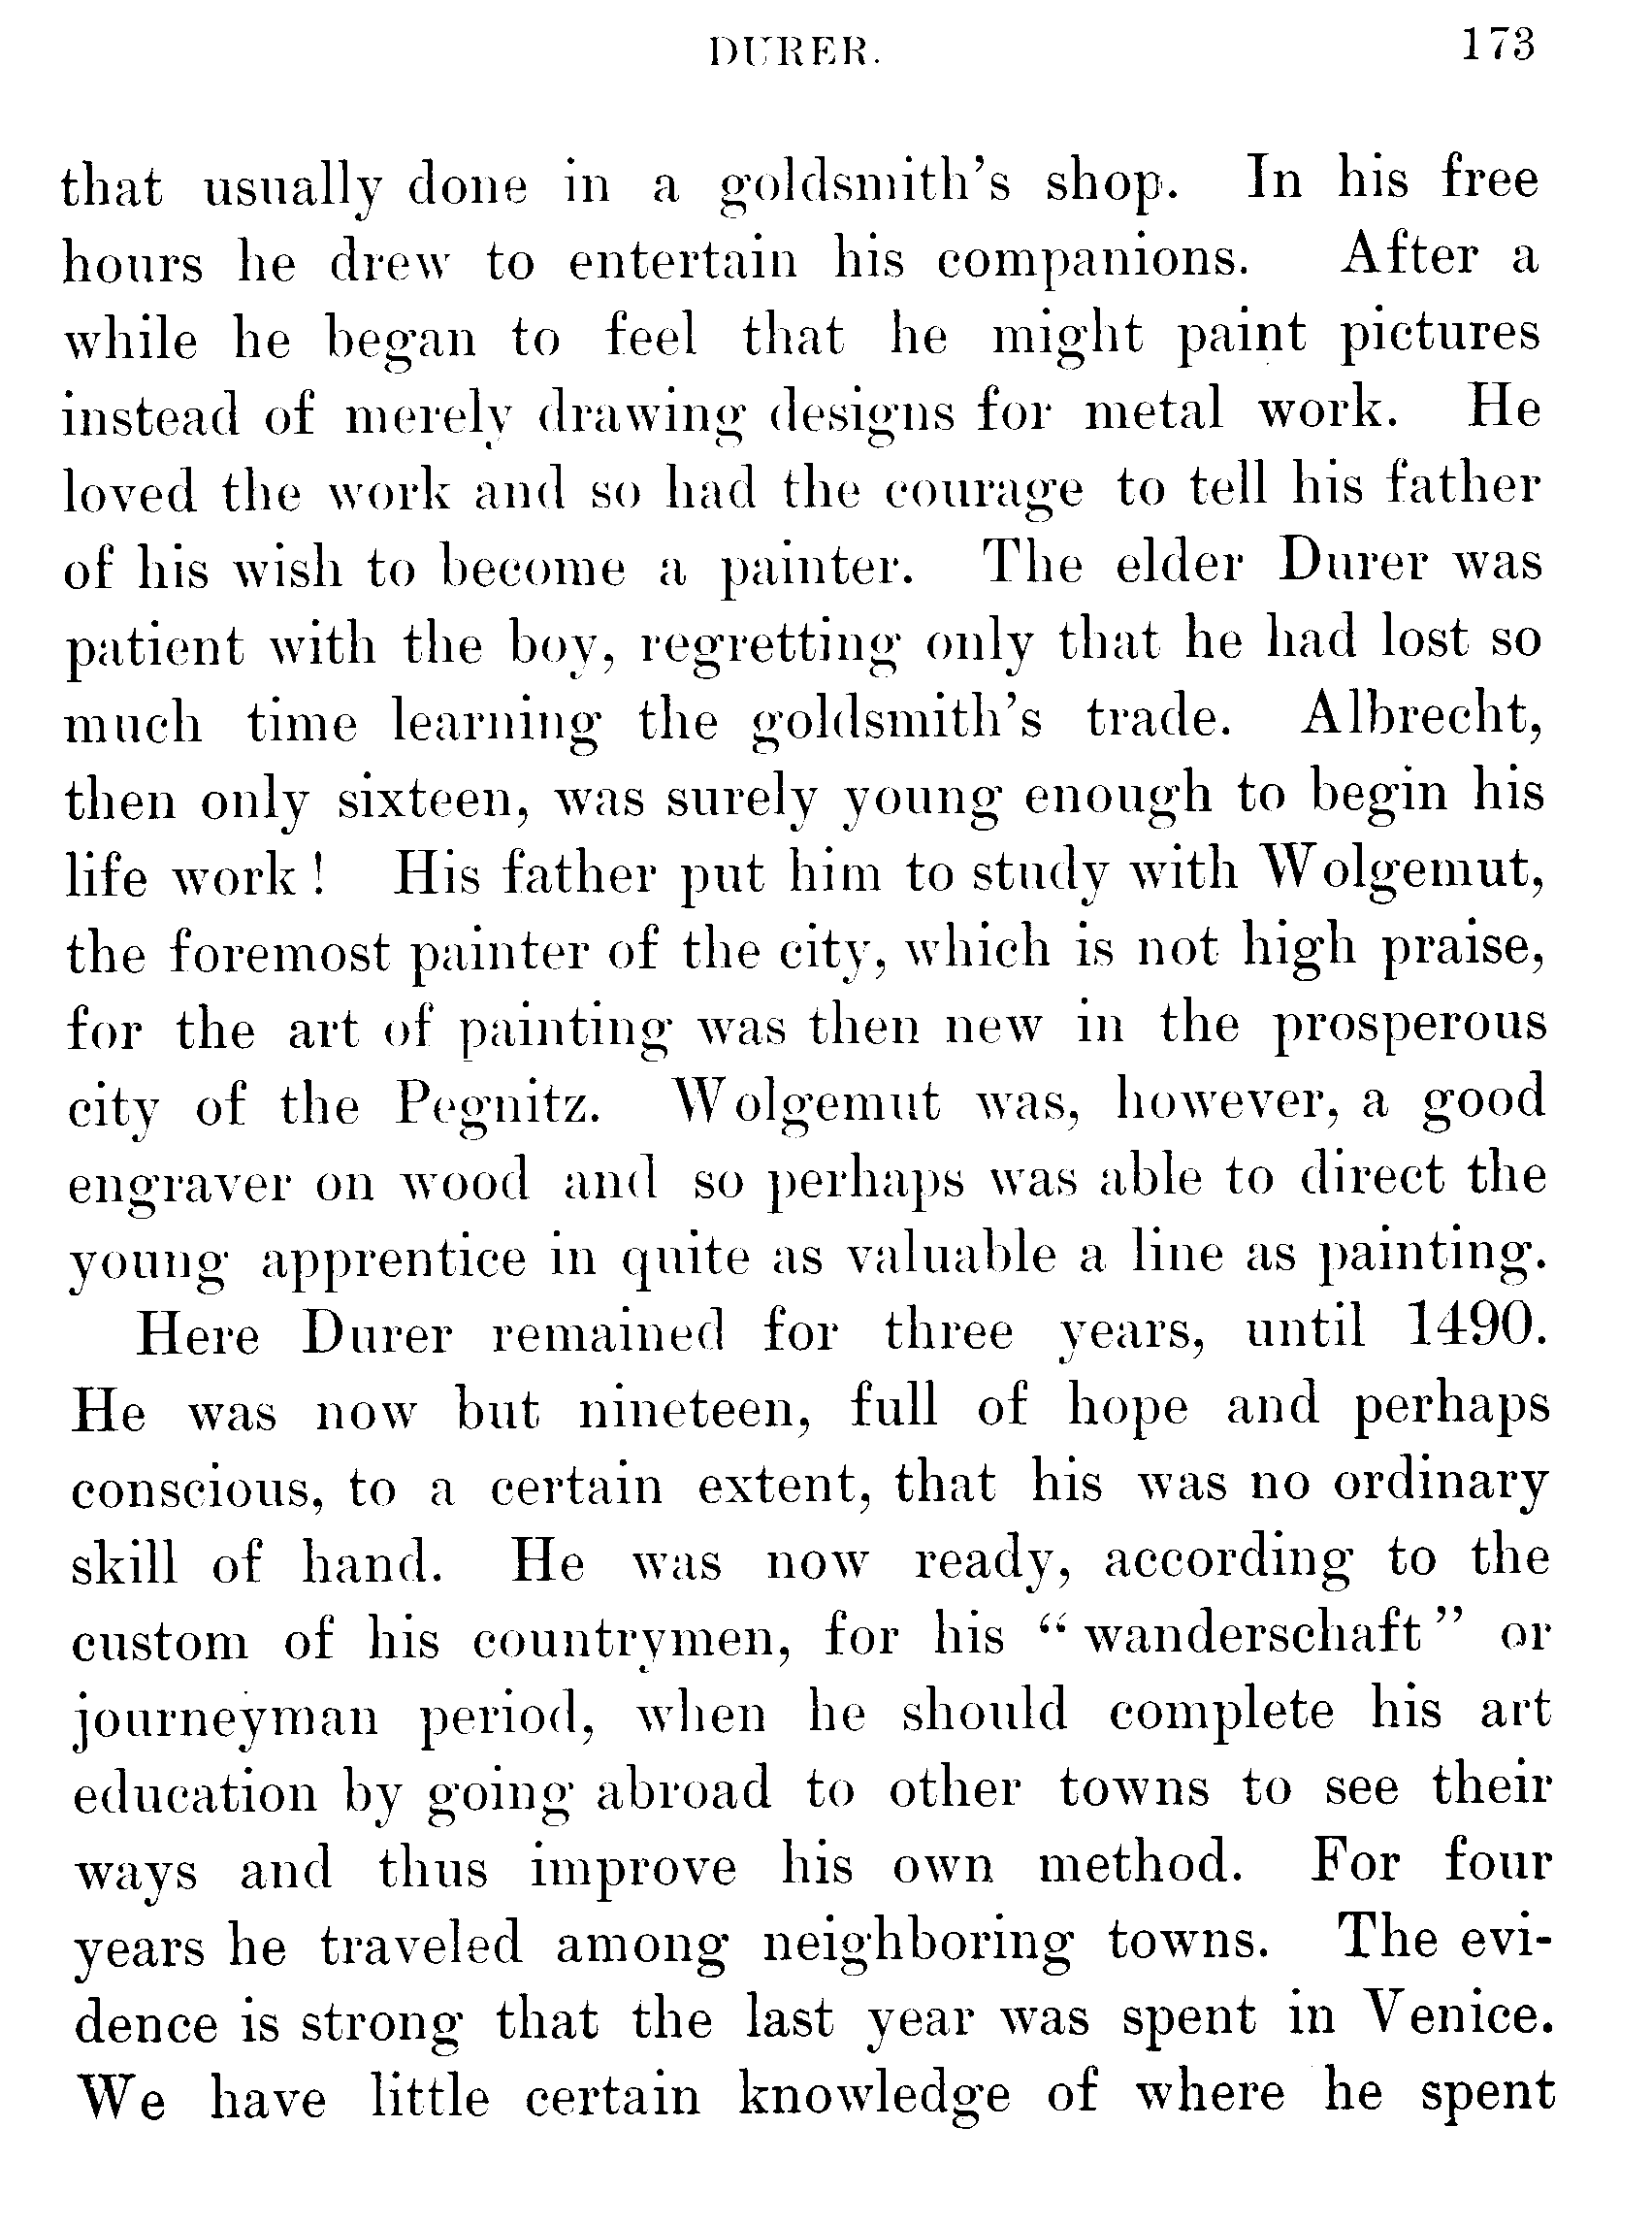 DURER.
173
that usually done in a goldsmith's shop. In his free
hours he drew to entertain his companions. After a
while he began to feel that he might paint pictures
instead of merely drawing designs for metal work. He
loved the work and so had the courage to tell his father
of his wish to become a painter. The elder Durer was
patient with the boy, regretting only that he had lost so
much time learning the goldsmith's trade. Albrecht,
then only sixteen, was surely young enough to begin his
life work! His father put him to study with Wolgemut,
the foremost painter of the city, which is not high praise,
for the art of painting was then new in the prosperous
city of the Pegnitz. Wolgemut was, however, a good
engraver on wood and so perhaps was able to direct the
young apprentice in quite as valuable a line as painting.
Here Durer remained for three years, until 1490.
He was now but nineteen, full of hope and perhaps
conscious, to a certain extent, that his was no ordinary
skill of hand. He was now ready, according to the
custom of his countrymen, for his "wanderschaft" or
journeyman period, when he should complete his art
education by going abroad to other towns to see their
ways and thus improve his own method. For four
years he traveled among neighboring towns. The evi-
dence is strong that the last year was spent in Venice.
We have little certain knowledge of where he spent